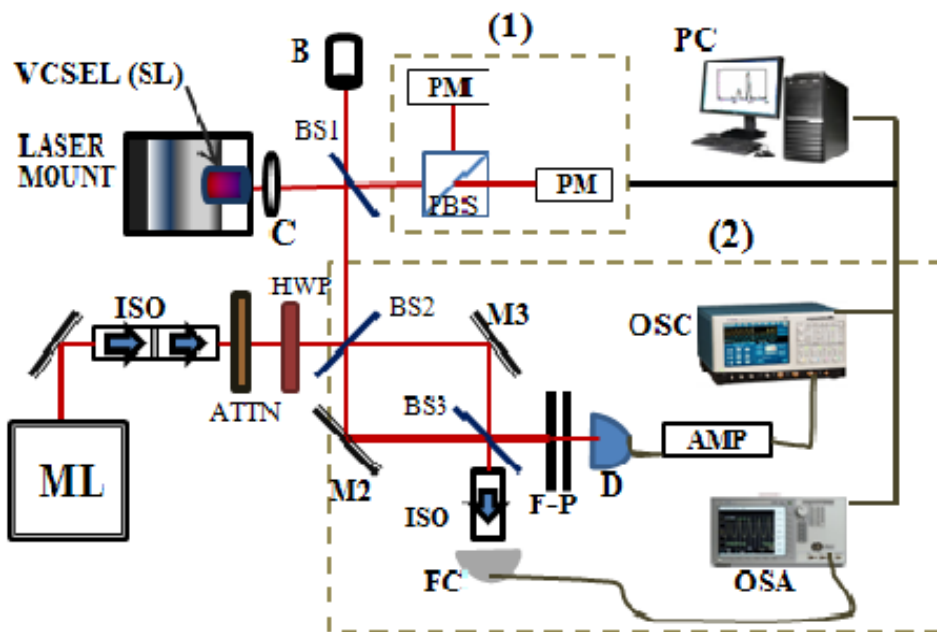 (1)
PC
B
VCSEL (SL)
PM1
BS1
LASER
MOUNT
PM
PBS
C
(2)
HWP
ISO
BS2
M3
OSC
ATTN
BS3
AMP
ML
M2
D
F-P
ISO
FC
OSA